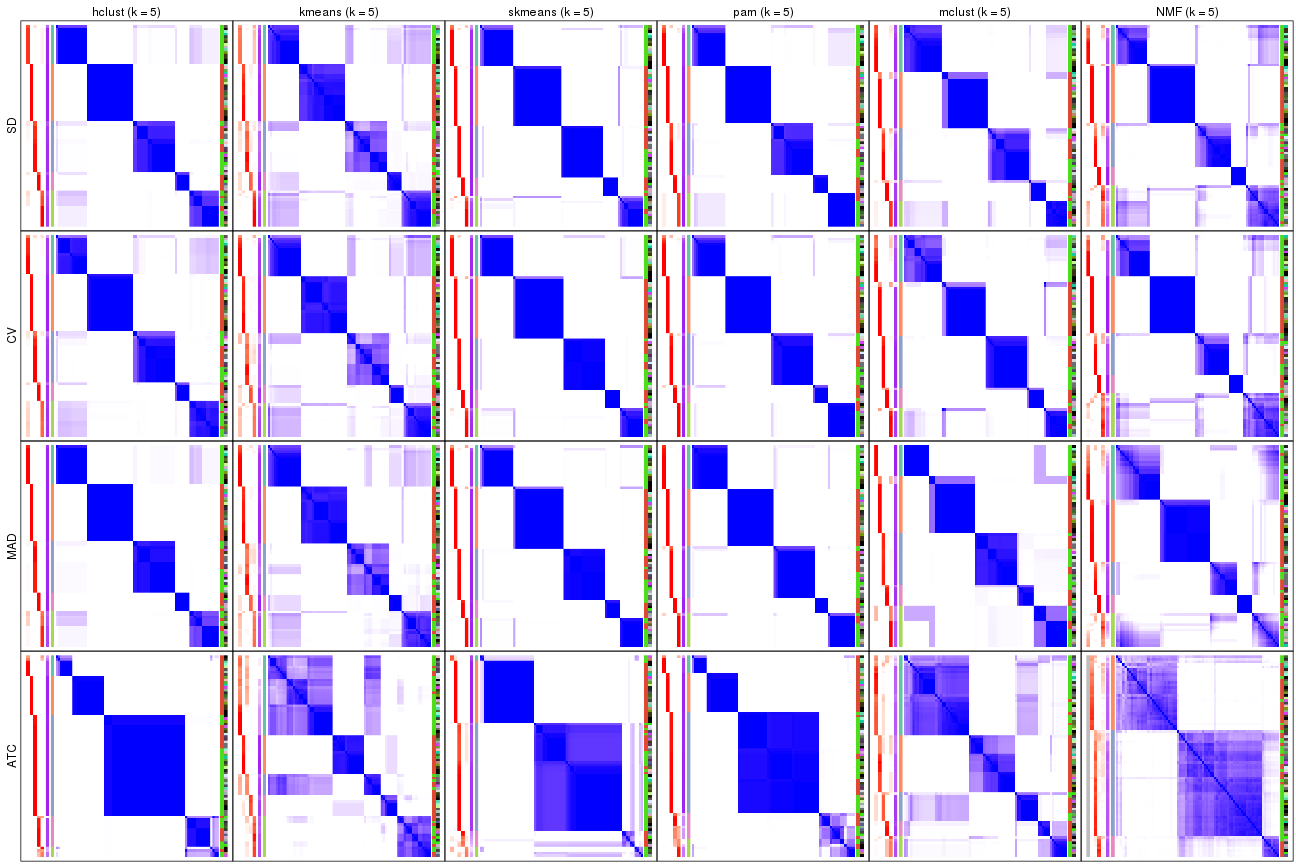 hclust (k = 5) kmeans (k = 5) skmeans (k = 5) pam (k = 5) mclust (k = 5) NMF (k = 5)
SD
CV
MAD
ATC